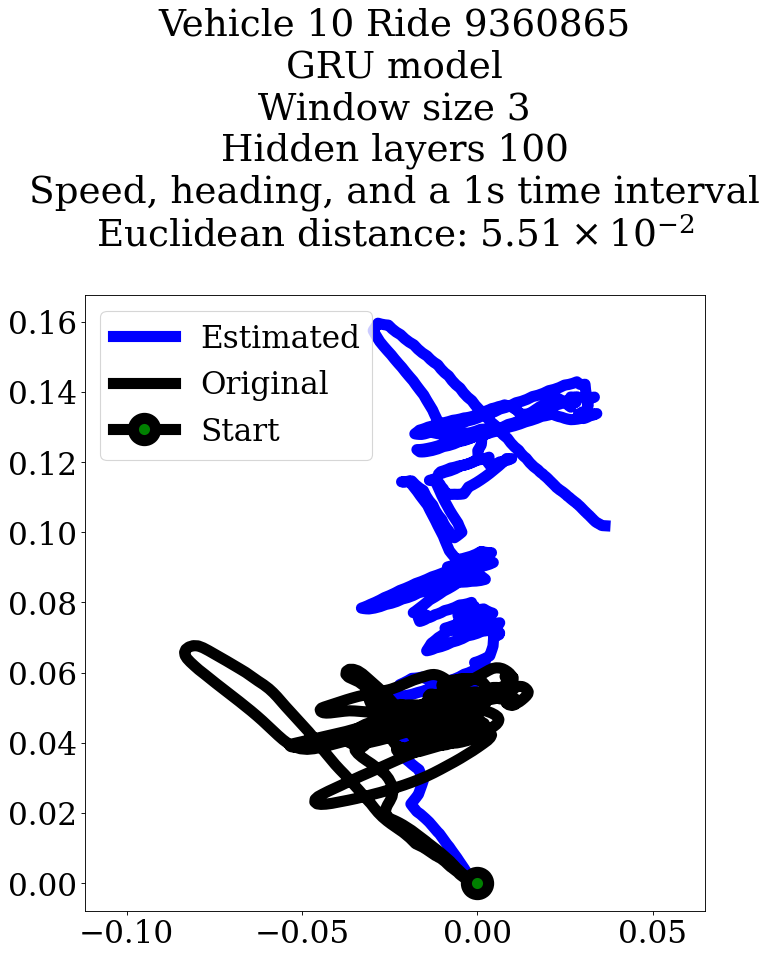 Vehicle 10 Ride 9360865
GRU model
Window size 3
Hidden layers 100
Speed, heading, and a 1s time interval
Euclidean distance: 5.51 × 10⁻²
Estimated
Original
Start
0.16
0.14
0.12
0.10
0.08
0.06
0.04
0.02
0.00
−0.10
−0.05
0.00
0.05